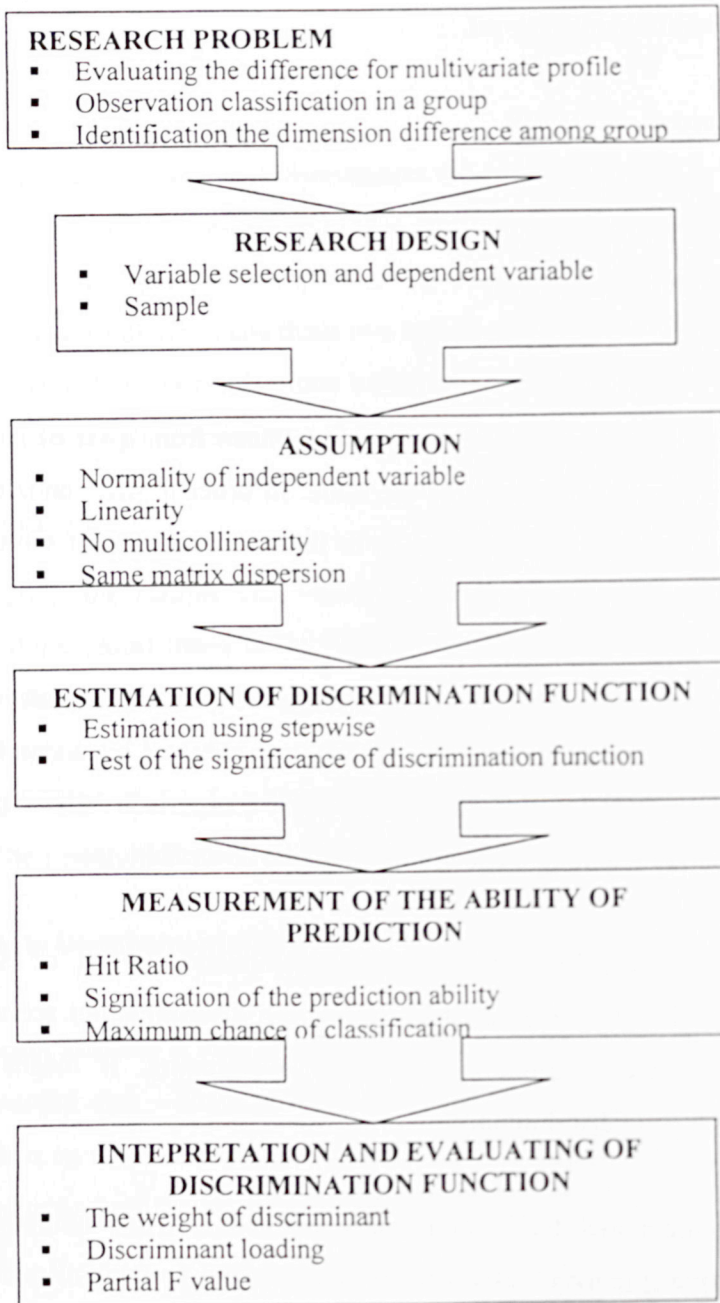 RESEARCH PROBLEM
▪ Evaluating the difference for multivariate profile
▪ Observation classification in a group
▪ Identification the dimension difference among group
RESEARCH DESIGN
▪ Variable selection and dependent variable
▪ Sample
ASSUMPTION
▪ Normality of independent variable
▪ Linearity
▪ No multicollinearity
▪ Same matrix dispersion
ESTIMATION OF DISCRIMINATION FUNCTION
▪ Estimation using stepwise
▪ Test of the significance of discrimination function
MEASUREMENT OF THE ABILITY OF
PREDICTION
▪ Hit Ratio
▪ Signification of the prediction ability
▪ Maximum chance of classification
INTEPRETATION AND EVALUATING OF
DISCRIMINATION FUNCTION
▪ The weight of discriminant
▪ Discriminant loading
▪ Partial F value